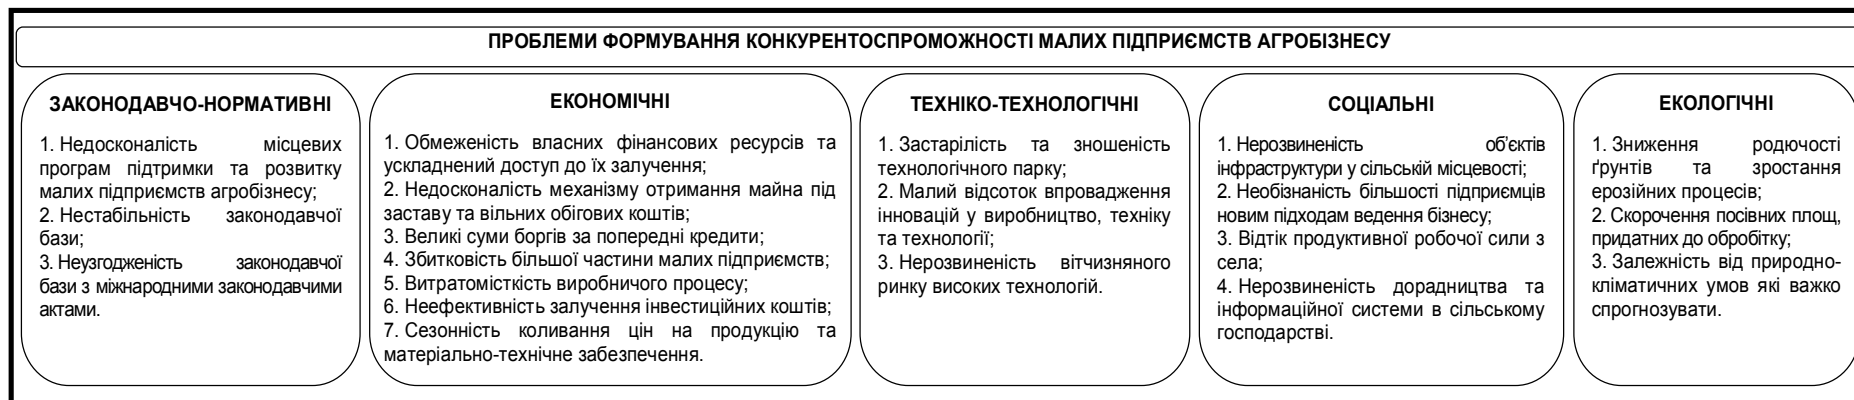 ПРОБЛЕМИ ФОРМУВАННЯ КОНКУРЕНТОСПРОМОЖНОСТІ МАЛИХ ПІДПРИЄМСТВ АГРОБІЗНЕСУ
ЗАКОНОДАВЧО-НОРМАТИВНІ
1. Недосконалість місцевих
програм підтримки та розвитку
малих підприємств агробізнесу;
2. Нестабільність законодавчої
бази;
3. Неузгодженість законодавчої
бази з міжнародними законодавчими
актами.
ЕКОНОМІЧНІ
1. Обмеженість власних фінансових ресурсів та
ускладнений доступ до їх залучення;
2. Недосконалість механізму отримання майна під
заставу та вільних обігових коштів;
3. Великі суми боргів за попередні кредити;
4. Збитковість більшої частини малих підприємств;
5. Витратомісткість виробничого процесу;
6. Неефективність залучення інвестиційних коштів;
7. Сезонність коливання цін на продукцію та
матеріально-технічне забезпечення.
ТЕХНІКО-ТЕХНОЛОГІЧНІ
1. Застарілість та зношеність
технологічного парку;
2. Малий відсоток впровадження
інновацій у виробництво, техніку
та технології;
3. Нерозвиненість вітчизняного
ринку високих технологій.
СОЦІАЛЬНІ
1. Нерозвиненість об'єктів
інфраструктури у сільській місцевості;
2. Необізнаність більшості підприємців
новим підходам ведення бізнесу;
3. Відтік продуктивної робочої сили з
села;
4. Нерозвиненість дорадництва та
інформаційної системи в сільському
господарстві.
ЕКОЛОГІЧНІ
1. Зниження родючості
ґрунтів та зростання
ерозійних процесів;
2. Скорочення посівних площ,
придатних до обробітку;
3. Залежність від природно-
кліматичних умов які важко
спрогнозувати.